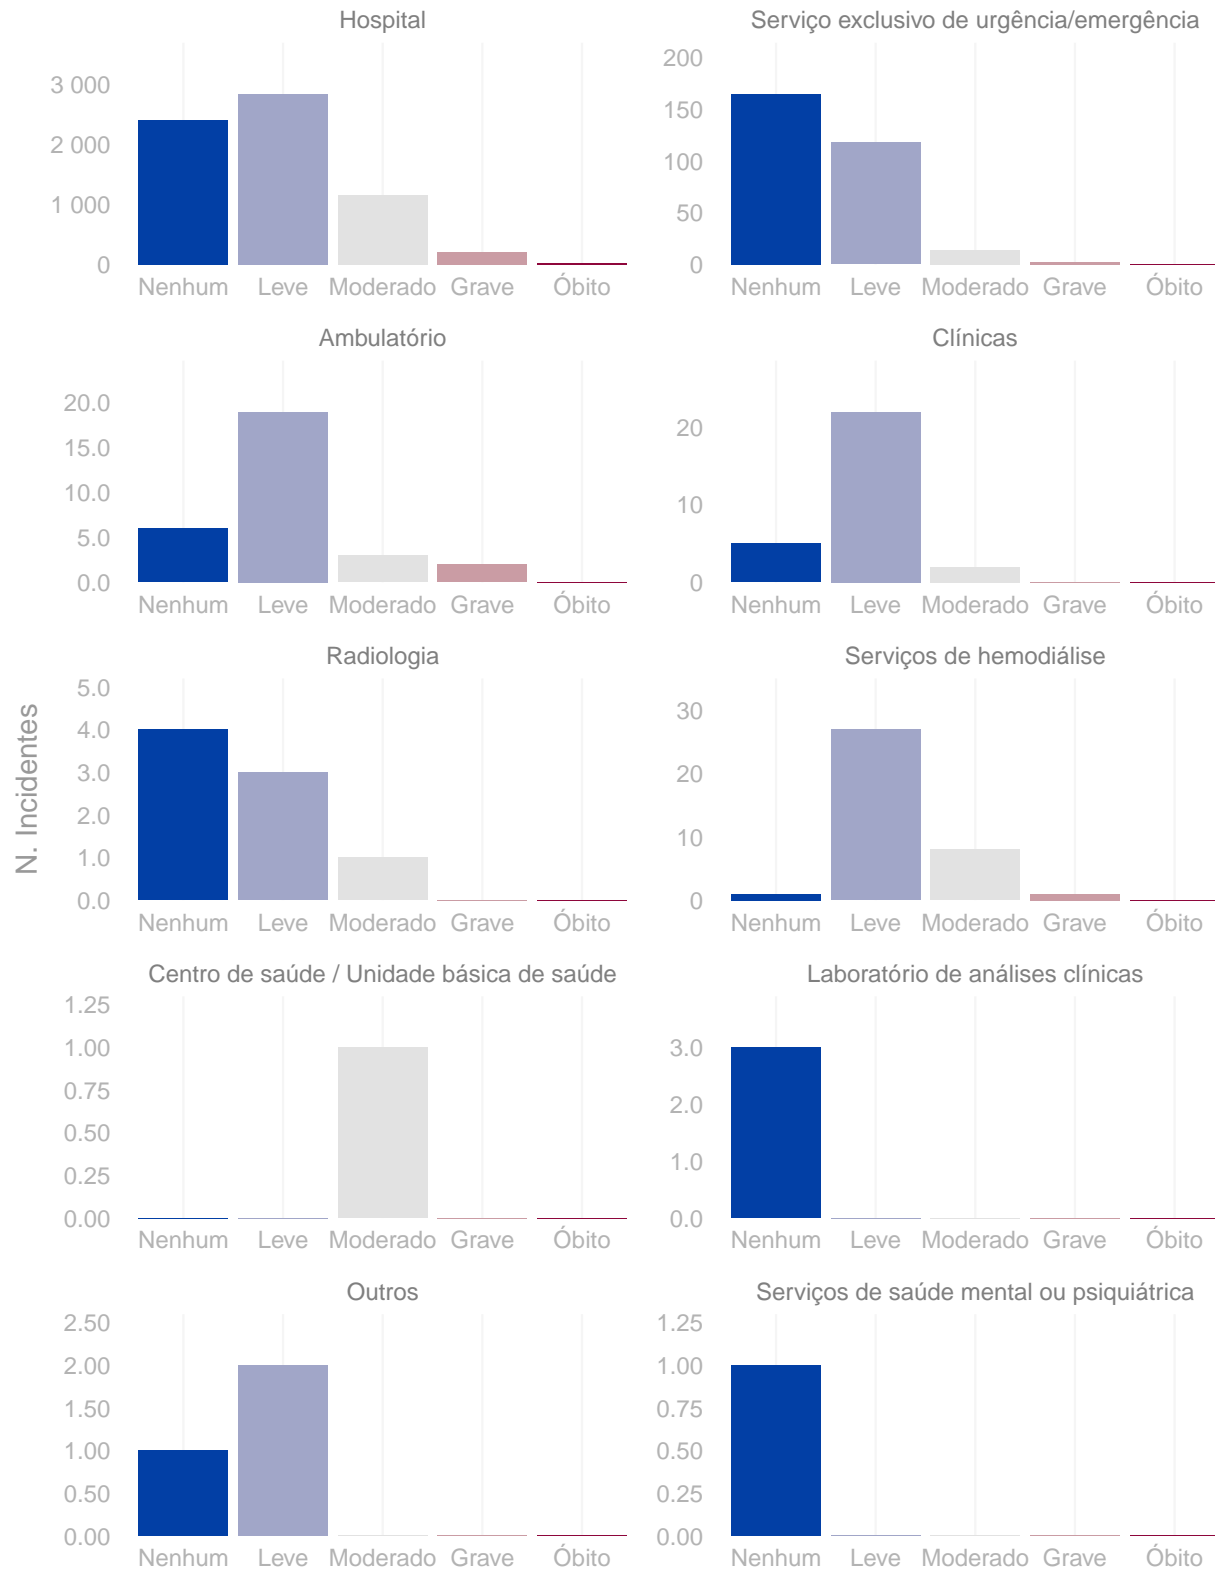 Hospital
3 000
2 000
1 000
0
Nenhum Leve Moderado Grave Óbito
Serviço exclusivo de urgência/emergência
200
150
100
50
0
Nenhum Leve Moderado Grave Óbito
Ambulatório
20.0
15.0
10.0
5.0
0.0
Nenhum Leve Moderado Grave Óbito
Clínicas
20
10
0
Nenhum Leve Moderado Grave Óbito
N. Incidentes
Radiologia
5.0
4.0
3.0
2.0
1.0
0.0
Nenhum Leve Moderado Grave Óbito
Serviços de hemodiálise
30
20
10
0
Nenhum Leve Moderado Grave Óbito
Centro de saúde / Unidade básica de saúde
1.25
1.00
0.75
0.50
0.25
0.00
Nenhum Leve Moderado Grave Óbito
Laboratório de análises clínicas
3.0
2.0
1.0
0.0
Nenhum Leve Moderado Grave Óbito
Outros
2.50
2.00
1.50
1.00
0.50
0.00
Nenhum Leve Moderado Grave Óbito
Serviços de saúde mental ou psiquiátrica
1.25
1.00
0.75
0.50
0.25
0.00
Nenhum Leve Moderado Grave Óbito